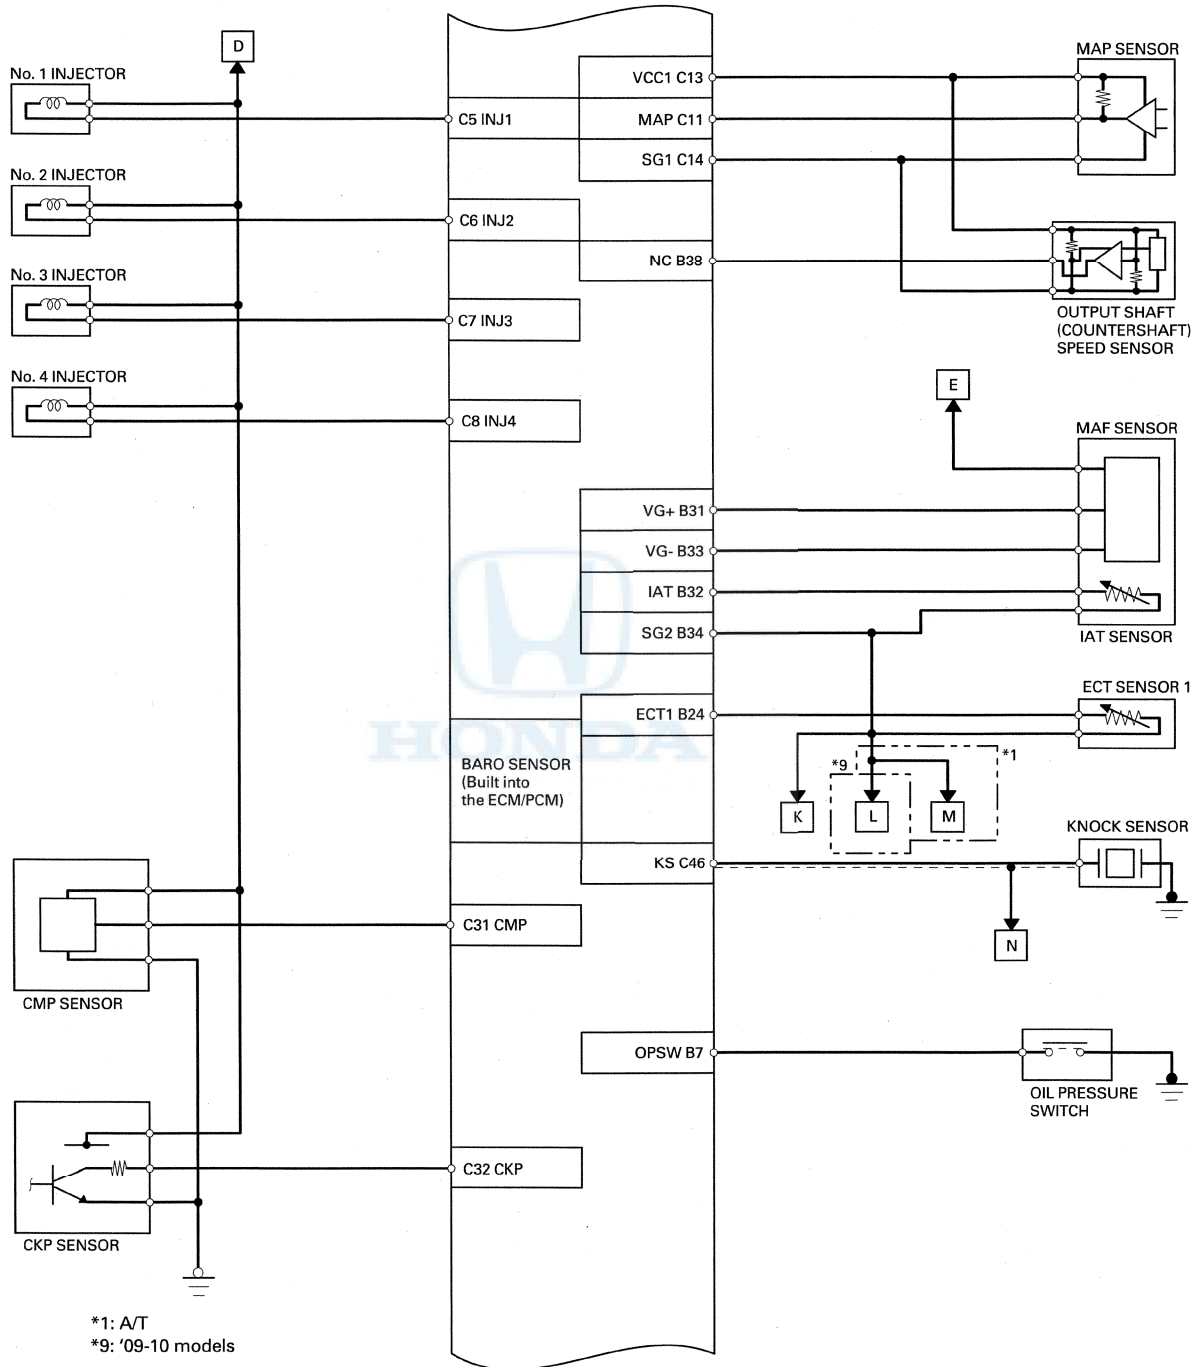 D
No. 1 INJECTOR
C5 INJ1
No. 2 INJECTOR
C6 INJ2
No. 3 INJECTOR
C7 INJ3
No. 4 INJECTOR
C8 INJ4
VCC1 C13
MAP C11
SG1 C14
NC B38
MAP SENSOR
OUTPUT SHAFT
(COUNTERSHAFT)
SPEED SENSOR
E
MAF SENSOR
VG+ B31
VG- B33
IAT B32
SG2 B34
IAT SENSOR
HONDA
ECT SENSOR 1
ECT1 B24
BARO SENSOR
(Built into
the ECM/PCM)
*9
*1
K
L
M
KNOCK SENSOR
KS C46
N
C31 CMP
CMP SENSOR
OPSW B7
OIL PRESSURE
SWITCH
C32 CKP
CKP SENSOR
*1: A/T
*9: '09-10 models